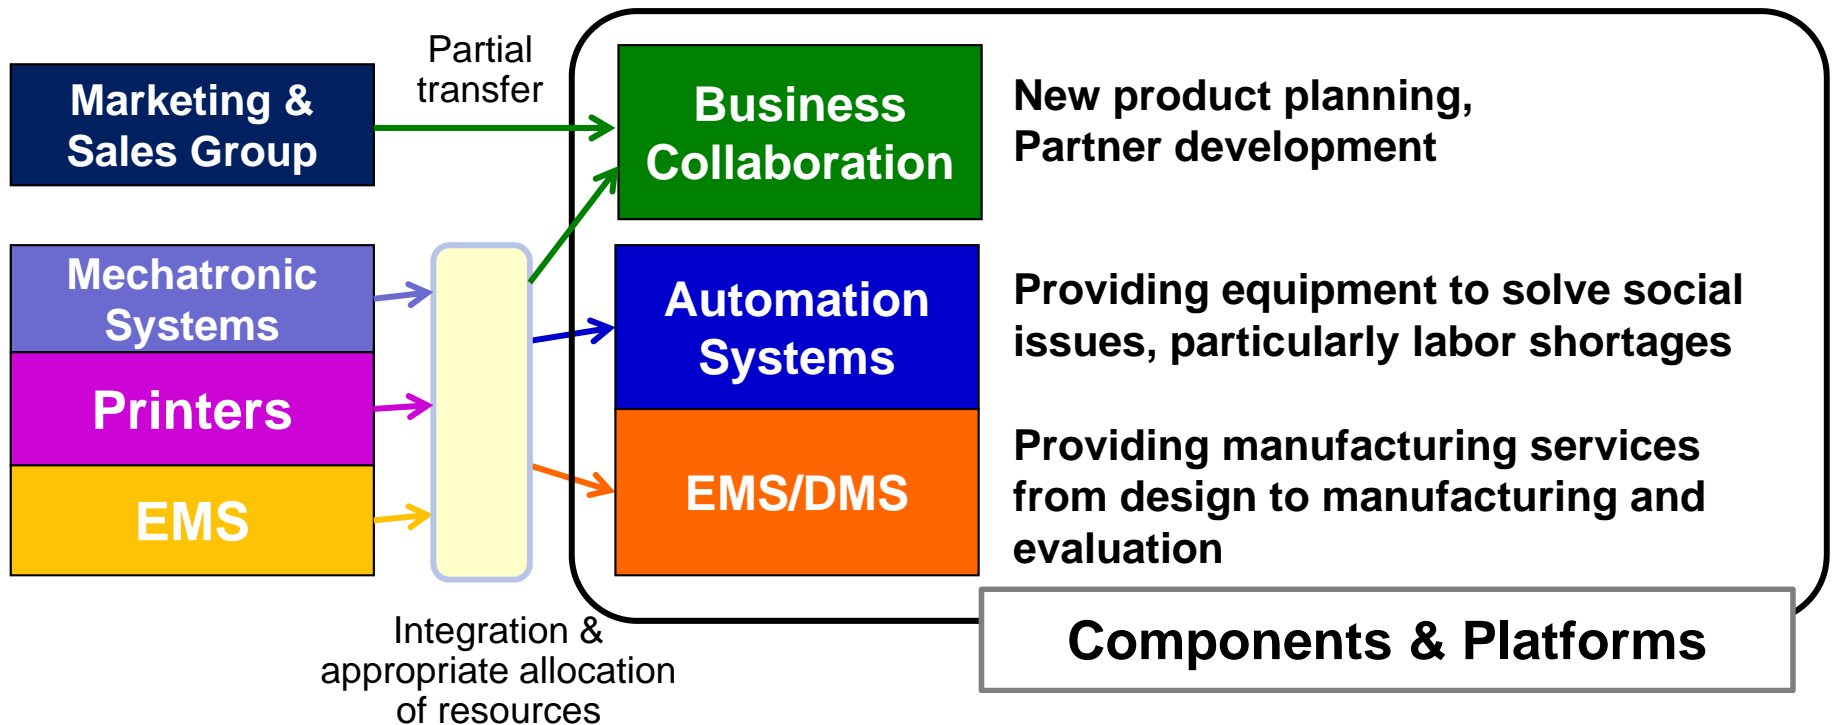 Partial
transfer
Marketing &
Sales Group
Business
Collaboration
New product planning,
Partner development
Mechatronic
Systems
Printers
EMS
Automation
Systems
Providing equipment to solve social
issues, particularly labor shortages
EMS/DMS
Providing manufacturing services
from design to manufacturing and
evaluation
Integration &
appropriate allocation
of resources
Components & Platforms